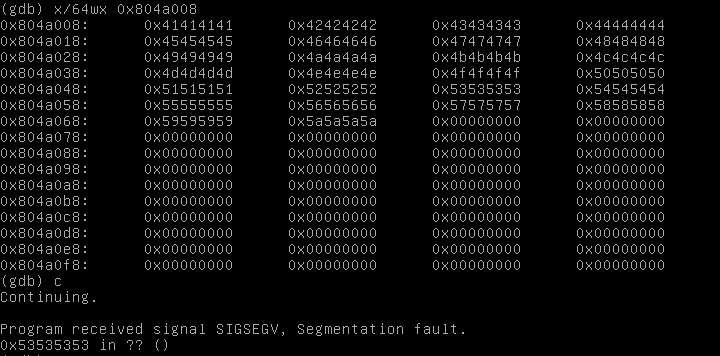 (gdb) x/64wx 0x804a008
0x804a008: 0x41414141 0x42424242 0x43434343 0x44444444
0x804a018: 0x45454545 0x46464646 0x47474747 0x48484848
0x804a028: 0x49494949 0x4a4a4a4a 0x4b4b4b4b 0x4c4c4c4c
0x804a038: 0x4d4d4d4d 0x4e4e4e4e 0x4f4f4f4f 0x50505050
0x804a048: 0x51515151 0x52525252 0x53535353 0x54545454
0x804a058: 0x55555555 0x56565656 0x57575757 0x58585858
0x804a068: 0x59595959 0x5a5a5a5a 0x00000000 0x00000000
0x804a078: 0x00000000 0x00000000 0x00000000 0x00000000
0x804a088: 0x00000000 0x00000000 0x00000000 0x00000000
0x804a098: 0x00000000 0x00000000 0x00000000 0x00000000
0x804a0a8: 0x00000000 0x00000000 0x00000000 0x00000000
0x804a0b8: 0x00000000 0x00000000 0x00000000 0x00000000
0x804a0c8: 0x00000000 0x00000000 0x00000000 0x00000000
0x804a0d8: 0x00000000 0x00000000 0x00000000 0x00000000
0x804a0e8: 0x00000000 0x00000000 0x00000000 0x00000000
0x804a0f8: 0x00000000 0x00000000 0x00000000 0x00000000
(gdb) c
Continuing.
Program received signal SIGSEGV, Segmentation fault.
0x53535353 in ?? ()